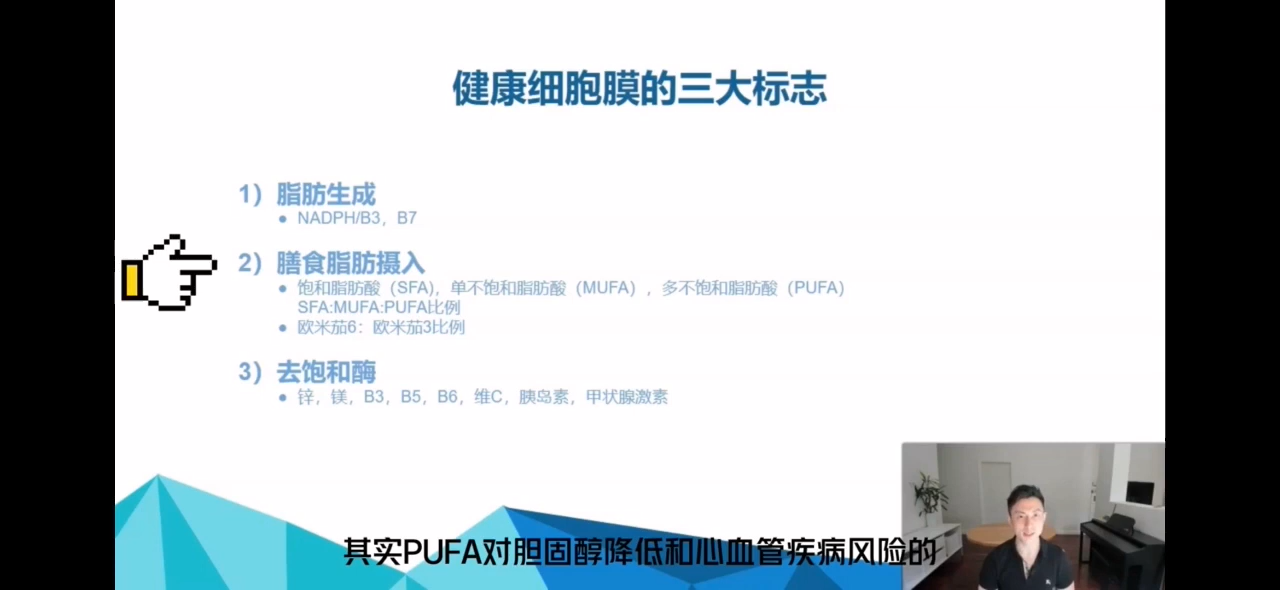 健康细胞膜的三大标志
1）脂肪生成
● NADPH/B3，B7
2）膳食脂肪摄入
● 饱和脂肪酸（SFA)，单不饱和脂肪酸（MUFA），多不饱和脂肪酸（PUFA）
SFA:MUFA:PUFA比例
● 欧米茄6：欧米茄3比例
3）去饱和酶
● 锌，镁，B3，B5，B6，维C，胰岛素，甲状腺激素
其实PUFA对胆固醇降低和心血管疾病风险的